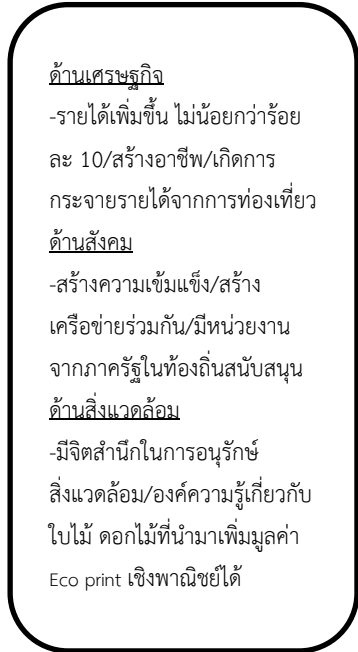 ด้านเศรษฐกิจ
-รายได้เพิ่มขึ้น ไม่น้อยกว่าร้อย
ละ 10/สร้างอาชีพ/เกิดการ
กระจายรายได้จากการท่องเที่ยว
ด้านสังคม
-สร้างความเข้มแข็ง/สร้าง
เครือข่ายร่วมกัน/มีหน่วยงาน
จากภาครัฐในท้องถิ่นสนับสนุน
ด้านสิ่งแวดล้อม
-มีจิตสำนึกในการอนุรักษ์
สิ่งแวดล้อม/องค์ความรู้เกี่ยวกับ
ใบไม้ ดอกไม้ที่นำมาเพิ่มมูลค่า
Eco print เชิงพาณิชย์ได้